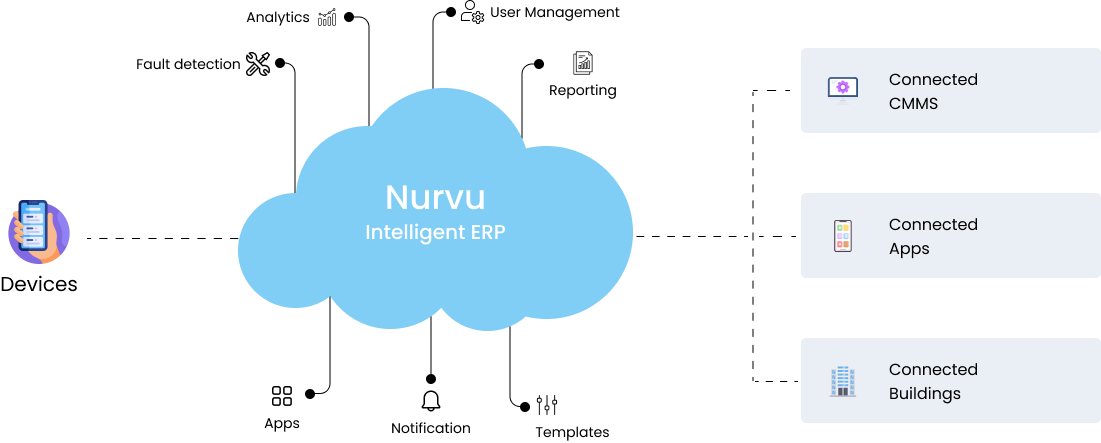 Analytics
User Management
Fault detection
Reporting
Nurvu
Intelligent ERP
Devices
Connected
CMMS
Connected
Apps
Connected
Buildings
Apps
Notification
Templates